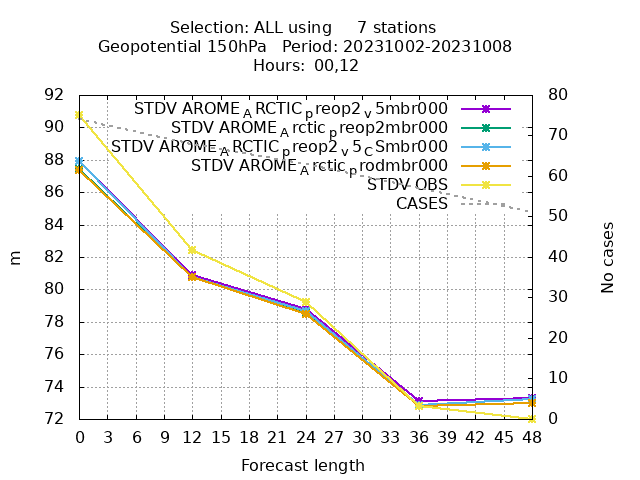 Selection: ALL using 7 stations
Geopotential 150hPa Period: 20231002-20231008
Hours: 00,12
STDV AROME_ARCTIC_preop2_v5mbr000
STDV AROME_Arctic_preop2mbr000
STDV AROME_ARCTIC_preop2_v5_CSmbr000
STDV AROME_Arctic_prodmbr000
STDV OBS
CASES
92
90
88
86
84
82
80
78
76
74
72
m
80
70
60
50
40
30
20
10
0
No cases
0 3 6 9 12 15 18 21 24 27 30 33 36 39 42 45 48
Forecast length